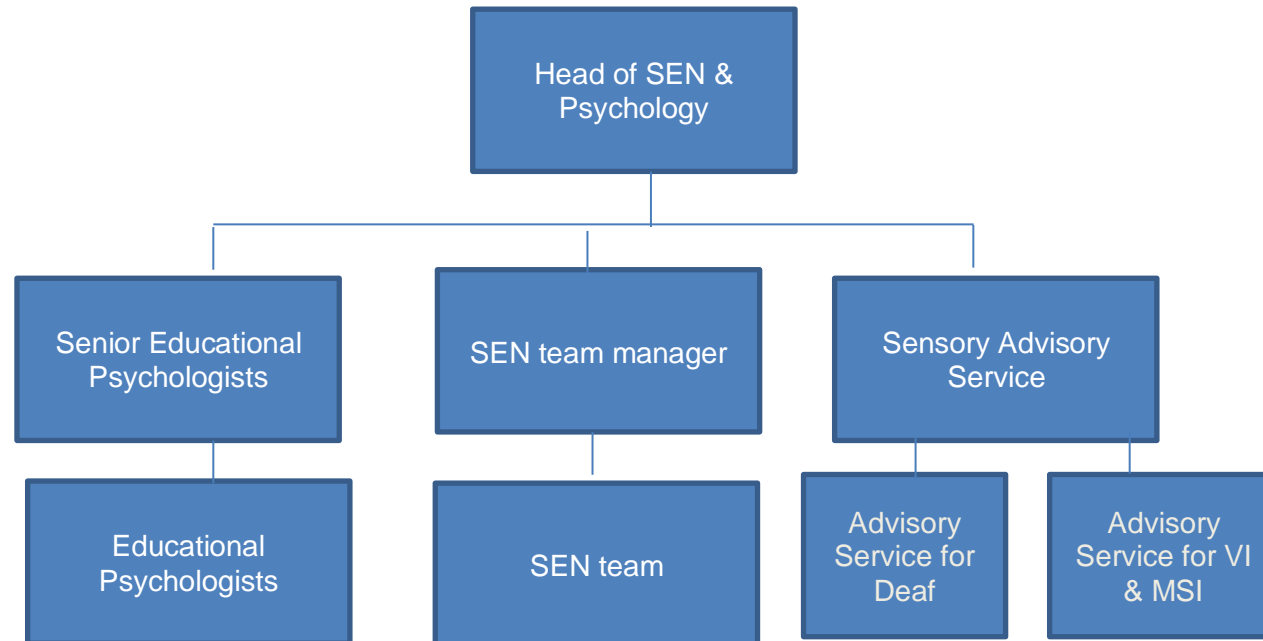 Head of SEN &
Psychology
Senior Educational
Psychologists
SEN team manager
Sensory Advisory
Service
Educational
Psychologists
SEN team
Advisory
Service for
Deaf
Advisory
Service for VI
& MSI